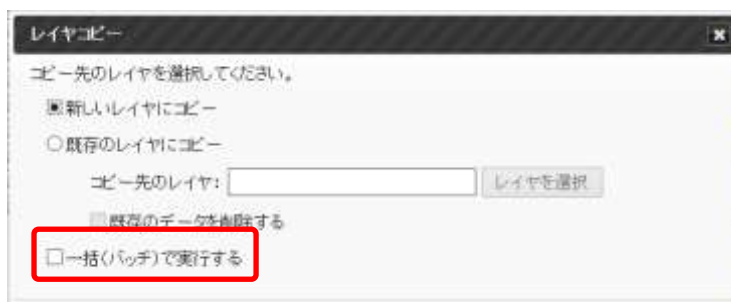 レイヤコピー
コピー先のレイヤを選択してください。
新しいレイヤにコピー
既存のレイヤにコピー
コピー先のレイヤ: レイヤを選択
既存のデータを削除する
一括(バッチ)で実行する